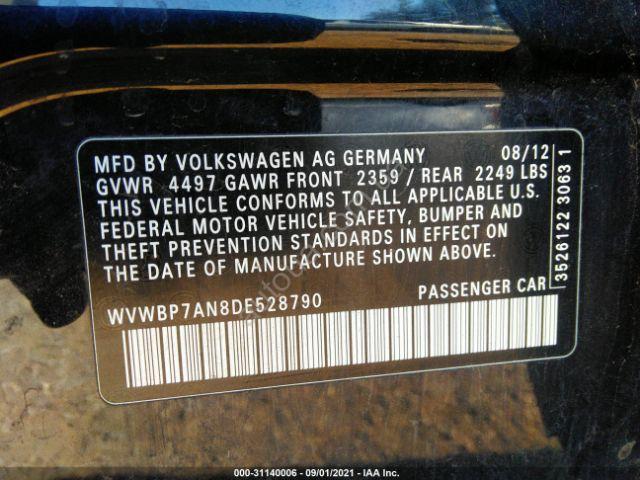 MFD BY VOLKSWAGEN AG GERMANY 08/12
GVWR 4497 GAWR FRONT 2359 / REAR 2249 LBS
THIS VEHICLE CONFORMS TO ALL APPLICABLE U.S.
FEDERAL MOTOR VEHICLE SAFETY, BUMPER AND
THEFT PREVENTION STANDARDS IN EFFECT ON
THE DATE OF MANUFACTURE SHOWN ABOVE.
WVWBP7AN8DE528790 PASSENGER CAR
3526122 3063 1
000-31140006 - 09/01/2021 - IAA Inc.